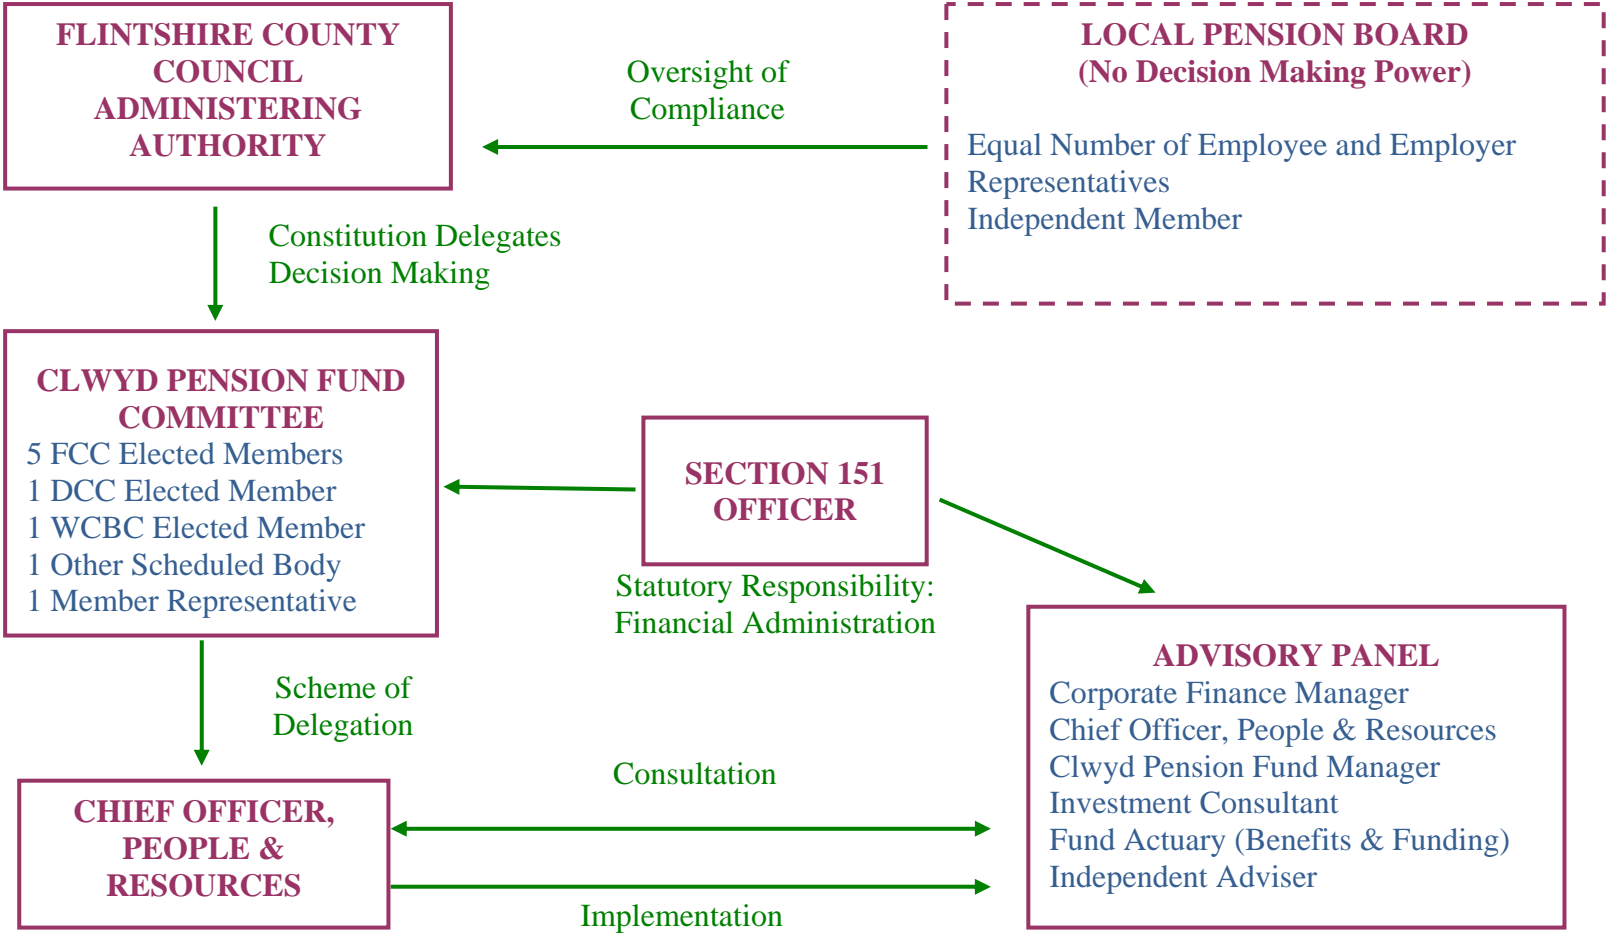 FLINTSHIRE COUNTY
COUNCIL
ADMINISTERING
AUTHORITY
Oversight of
Compliance
LOCAL PENSION BOARD
(No Decision Making Power)
Equal Number of Employee and Employer
Representatives
Independent Member
Constitution Delegates
Decision Making
CLWYD PENSION FUND
COMMITTEE
5 FCC Elected Members
1 DCC Elected Member
1 WCBC Elected Member
1 Other Scheduled Body
1 Member Representative
SECTION 151
OFFICER
Statutory Responsibility:
Financial Administration
ADVISORY PANEL
Corporate Finance Manager
Chief Officer, People & Resources
Clwyd Pension Fund Manager
Investment Consultant
Fund Actuary (Benefits & Funding)
Independent Adviser
Scheme of
Delegation
Consultation
CHIEF OFFICER,
PEOPLE &
RESOURCES
Implementation